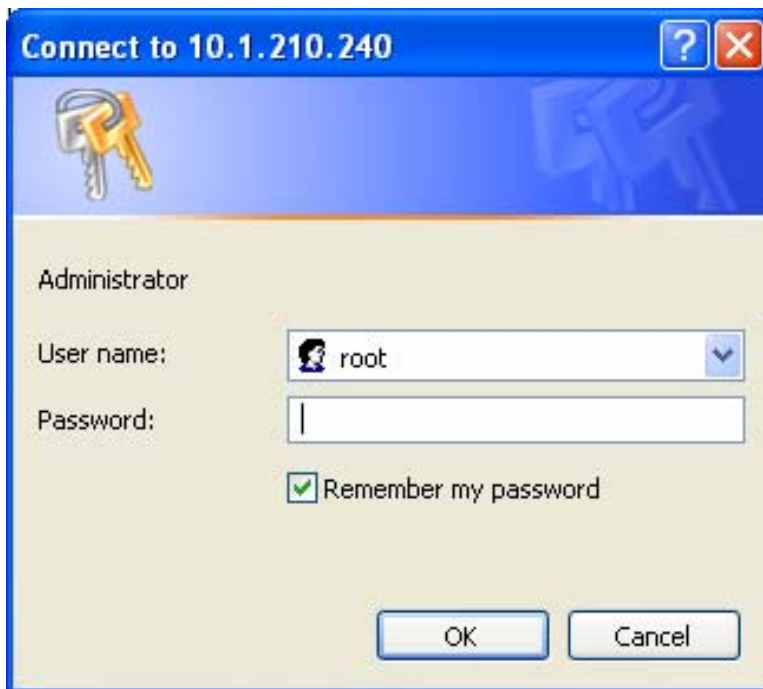 Connect to 10.1.210.240
?
Administrator
User name:
root
Password:
Remember my password
OK
Cancel